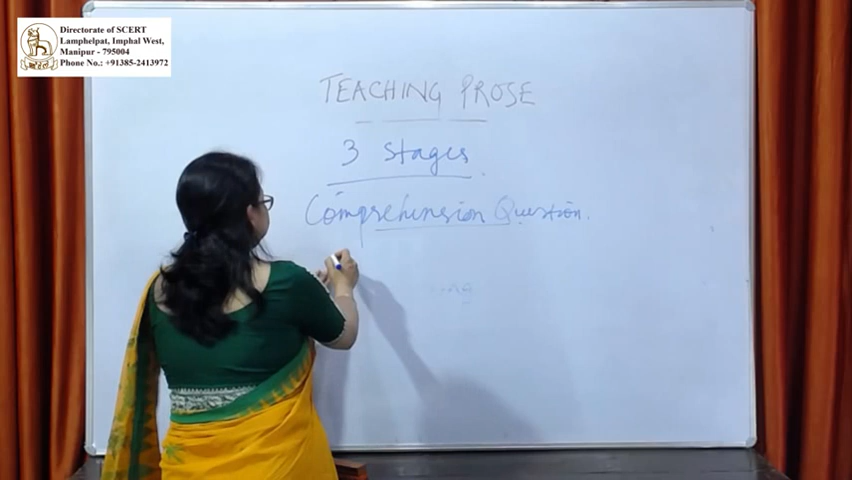 Directorate of SCERT
Lamphelpat, Imphal West,
Manipur - 795004
Phone No.: +91385-2413972
TEACHING PROSE
3 Stages.
Comprehension Question.